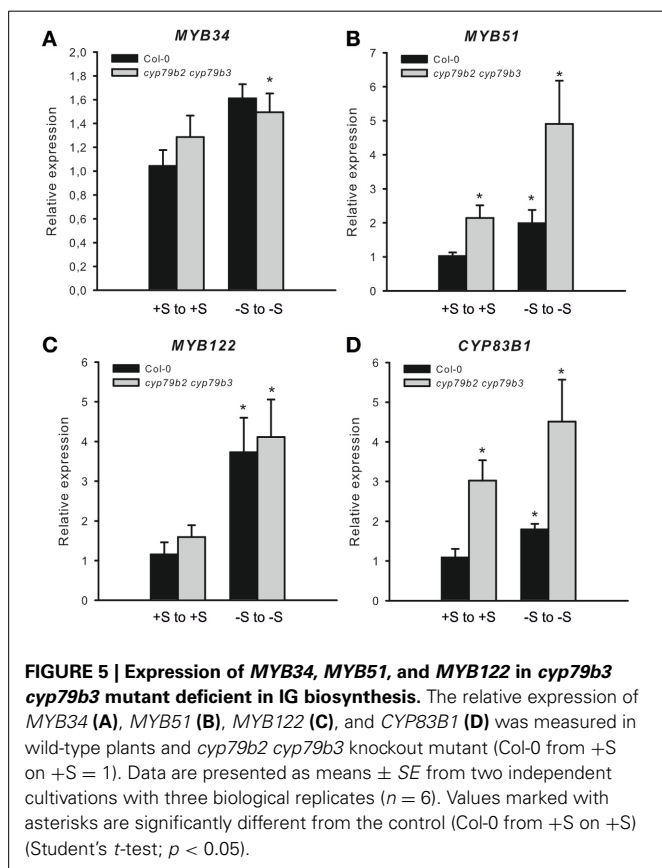 A
MYB34
Col-0
cyp79b2 cyp79b3
Relative expression
2,0
1,8
1,6
1,4
1,2
1,0
0,8
0,6
0,4
0,2
0,0
*
+S to +S
-S to -S
B
MYB51
Col-0
cyp79b2 cyp79b3
Relative expression
7
6
5
4
3
2
1
0
*
*
*
+S to +S
-S to -S
C
MYB122
Col-0
cyp79b2 cyp79b3
Relative expression
6
5
4
3
2
1
0
*
*
+S to +S
-S to -S
D
CYP83B1
Col-0
cyp79b2 cyp79b3
Relative expression
6
5
4
3
2
1
0
*
*
*
+S to +S
-S to -S
FIGURE 5 | Expression of MYB34, MYB51, and MYB122 in cyp79b3
cyp79b3 mutant deficient in IG biosynthesis. The relative expression of
MYB34 (A), MYB51 (B), MYB122 (C), and CYP83B1 (D) was measured in
wild-type plants and cyp79b2 cyp79b3 knockout mutant (Col-0 from +S
on +S = 1). Data are presented as means ± SE from two independent
cultivations with three biological replicates (n = 6). Values marked with
asterisks are significantly different from the control (Col-0 from +S on +S)
(Student's t-test; p < 0.05).